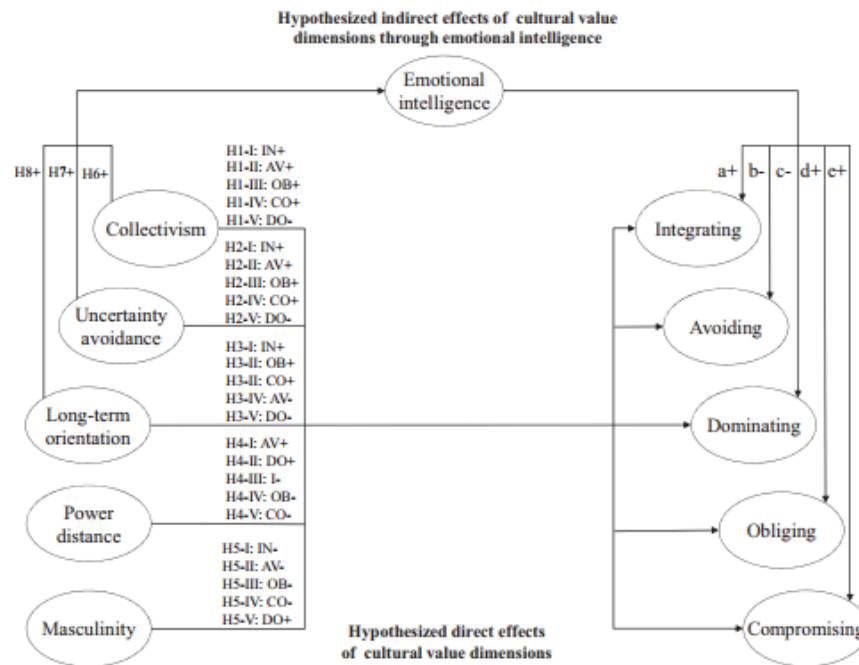 Hypothesized indirect effects of cultural value
dimensions through emotional intelligence
Emotional
intelligence
H8+ H7+ H6+
a+ b- c- d+ e+
H1-I: IN+
H1-II: AV+
H1-III: OB+
H1-IV: CO+
H1-V: DO-
Collectivism
Integrating
H2-I: IN+
H2-II: AV+
H2-III: OB+
H2-IV: CO+
H2-V: DO-
Uncertainty
avoidance
Avoiding
H3-I: IN+
H3-II: OB+
H3-II: CO+
H3-IV: AV-
H3-V: DO-
Long-term
orientation
Dominating
H4-I: AV+
H4-II: DO+
H4-III: I-
H4-IV: OB-
H4-V: CO-
Power
distance
Obliging
H5-I: IN-
H5-II: AV-
H5-III: OB-
H5-IV: CO-
H5-V: DO+
Masculinity
Compromising
Hypothesized direct effects
of cultural value dimensions